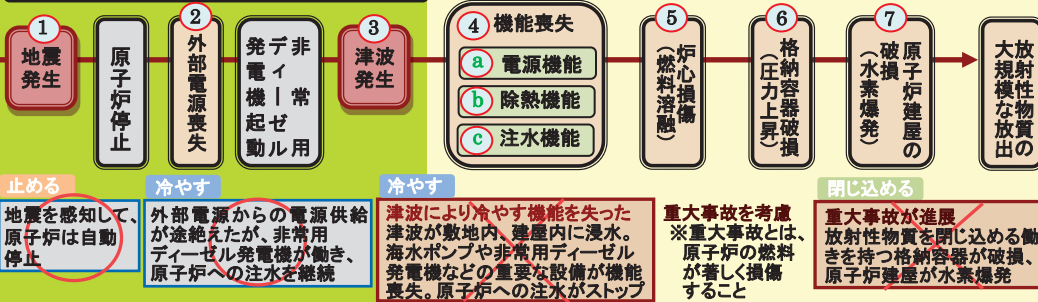 1
地震
発生
原子炉停止
2
外部電源喪失
非常用
ディーゼル
発電機起動
3
津波
発生
4 機能喪失
a 電源機能
b 除熱機能
c 注水機能
5
炉心損傷
(燃料溶融)
6
格納容器破損
(圧力上昇)
7
原子炉建屋の
破損
(水素爆発)
放射性物質の
大規模な放出
止める
地震を感知して、
原子炉は自動
停止
冷やす
外部電源からの電源供給
が途絶えたが、非常用
ディーゼル発電機が働き、
原子炉への注水を継続
冷やす
津波により冷やす機能を失った
津波が敷地内、建屋内に浸水。
海水ポンプや非常用ディーゼル
発電機などの重要な設備が機能
喪失。原子炉への注水がストップ
重大事故を考慮
※重大事故とは、
原子炉の燃料
が著しく損傷
すること
閉じ込める
重大事故が進展
放射性物質を閉じ込める働
きを持つ格納容器が破損、
原子炉建屋が水素爆発